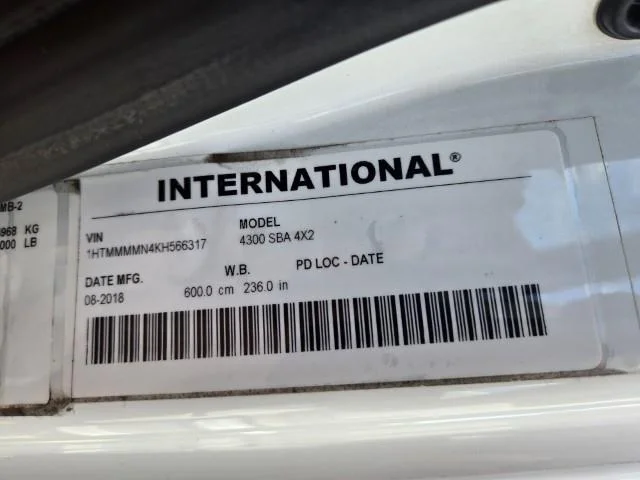 INTERNATIONAL®
MB-2
968 KG
000 LB
VIN
1HTMMMMN4KH566317
MODEL
4300 SBA 4X2
DATE MFG.
08-2018
W.B.
600.0 cm 236.0 in
PD LOC - DATE